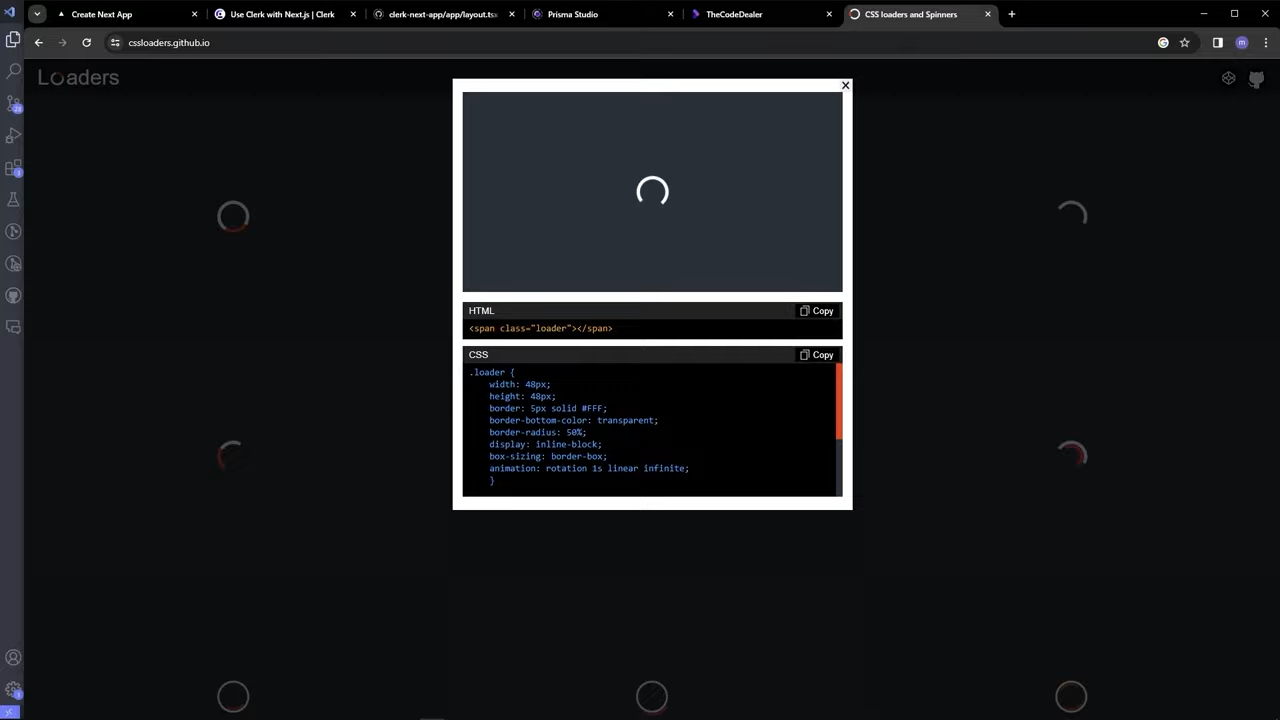 Create Next App
Use Clerk with Next.js | Clerk
clerk-next-app/app/layout.tsx
Prisma Studio
TheCodeDealer
CSS loaders and Spinners
cssloaders.github.io
m
Loaders
HTML
Copy
<span class="loader"></span>
CSS
Copy
.loader {
width: 48px;
height: 48px;
border: 5px solid #FFF;
border-bottom-color: transparent;
border-radius: 50%;
display: inline-block;
box-sizing: border-box;
animation: rotation 1s linear infinite;
}